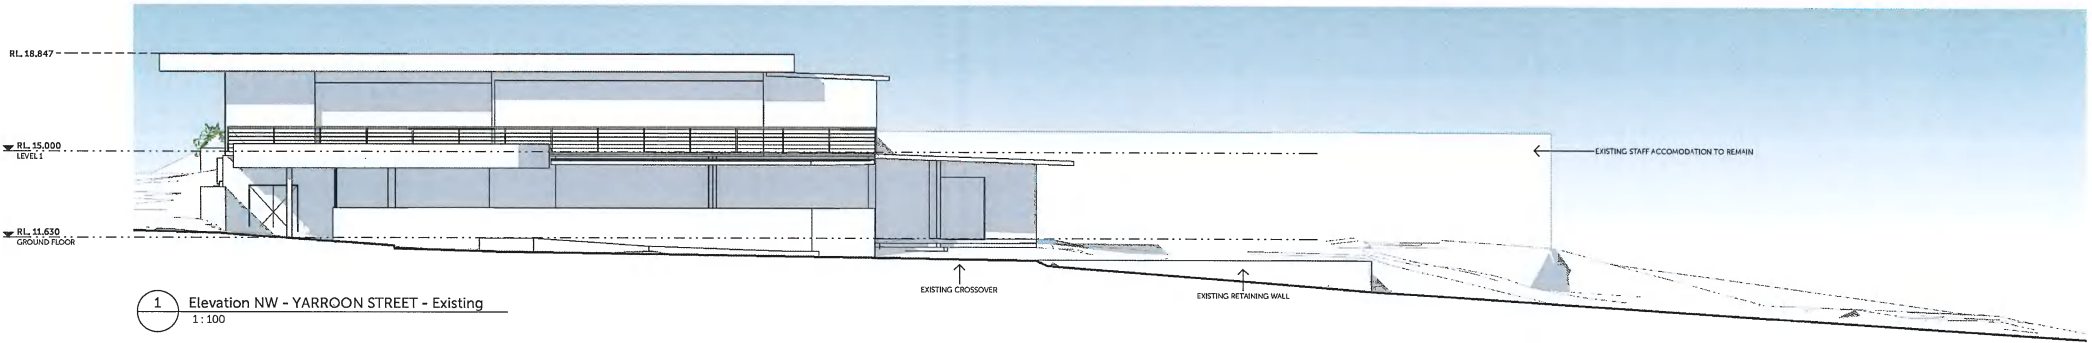 RL. 18.847
RL. 15.000
LEVEL 1
EXISTING STAFF ACCOMODATION TO REMAIN
RL. 11.630
GROUND FLOOR
EXISTING CROSSOVER
EXISTING RETAINING WALL
1 Elevation NW - YARROON STREET - Existing
1 : 100